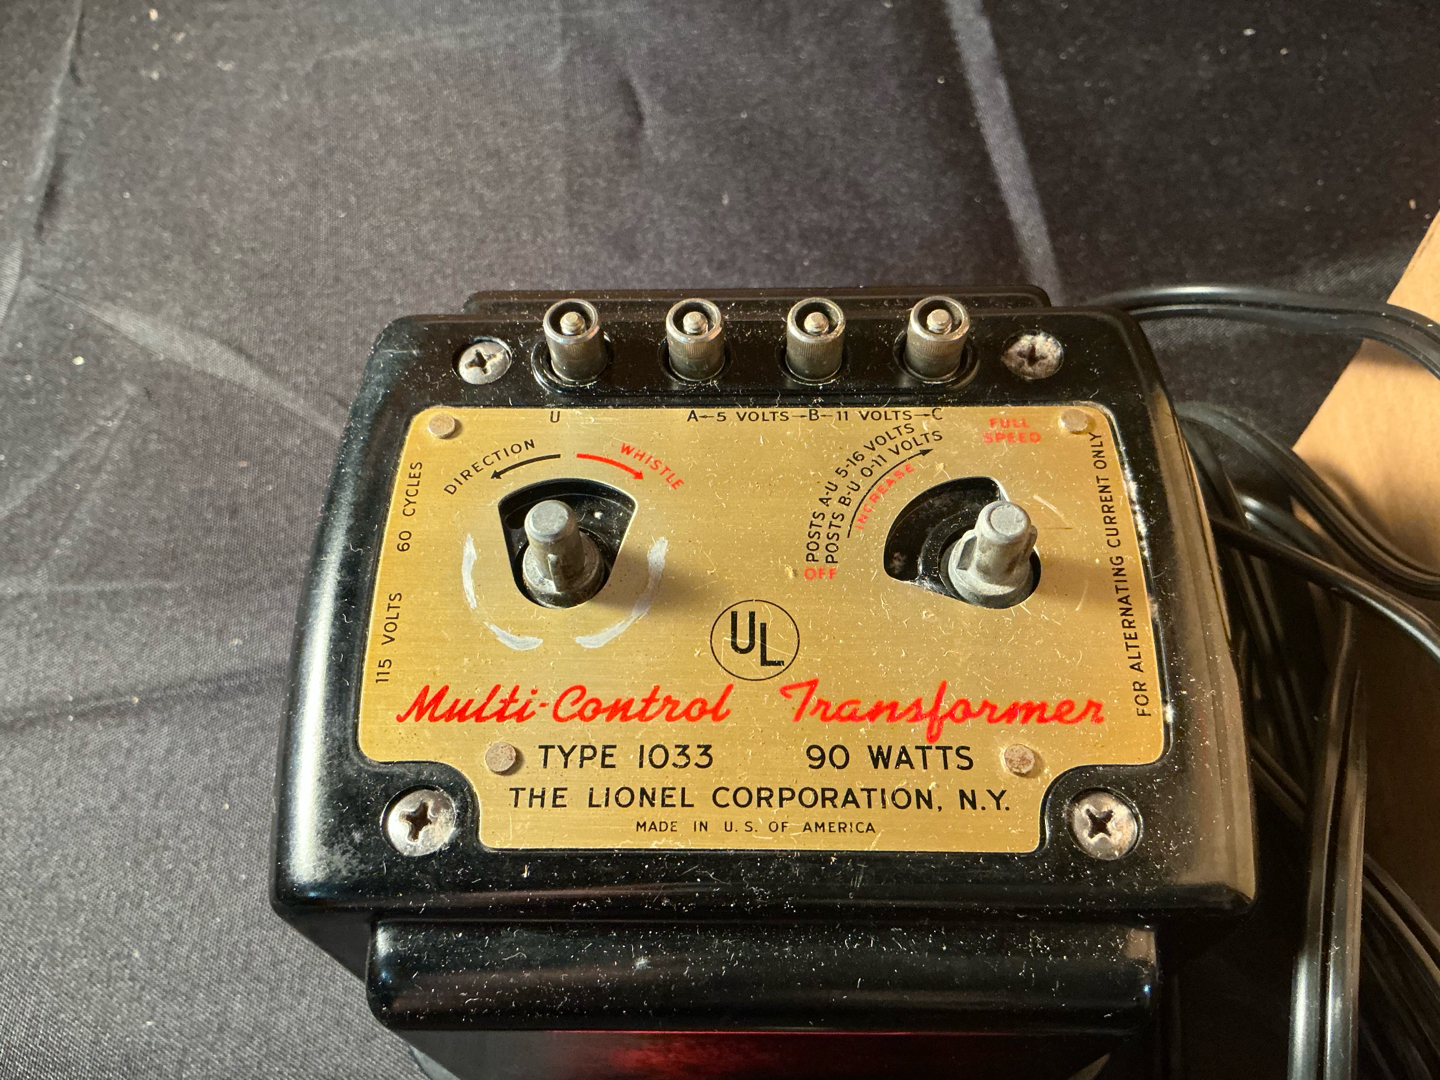 U A←5 VOLTS→B←11 VOLTS→C
DIRECTION
WHISTLE
POSTS A-U 5-16 VOLTS
POSTS B-U 0-11 VOLTS
INCREASE
OFF
FULL
SPEED
115 VOLTS 60 CYCLES
FOR ALTERNATING CURRENT ONLY
UL
Multi-Control Transformer
TYPE 1033 90 WATTS
THE LIONEL CORPORATION, N.Y.
MADE IN U.S. OF AMERICA